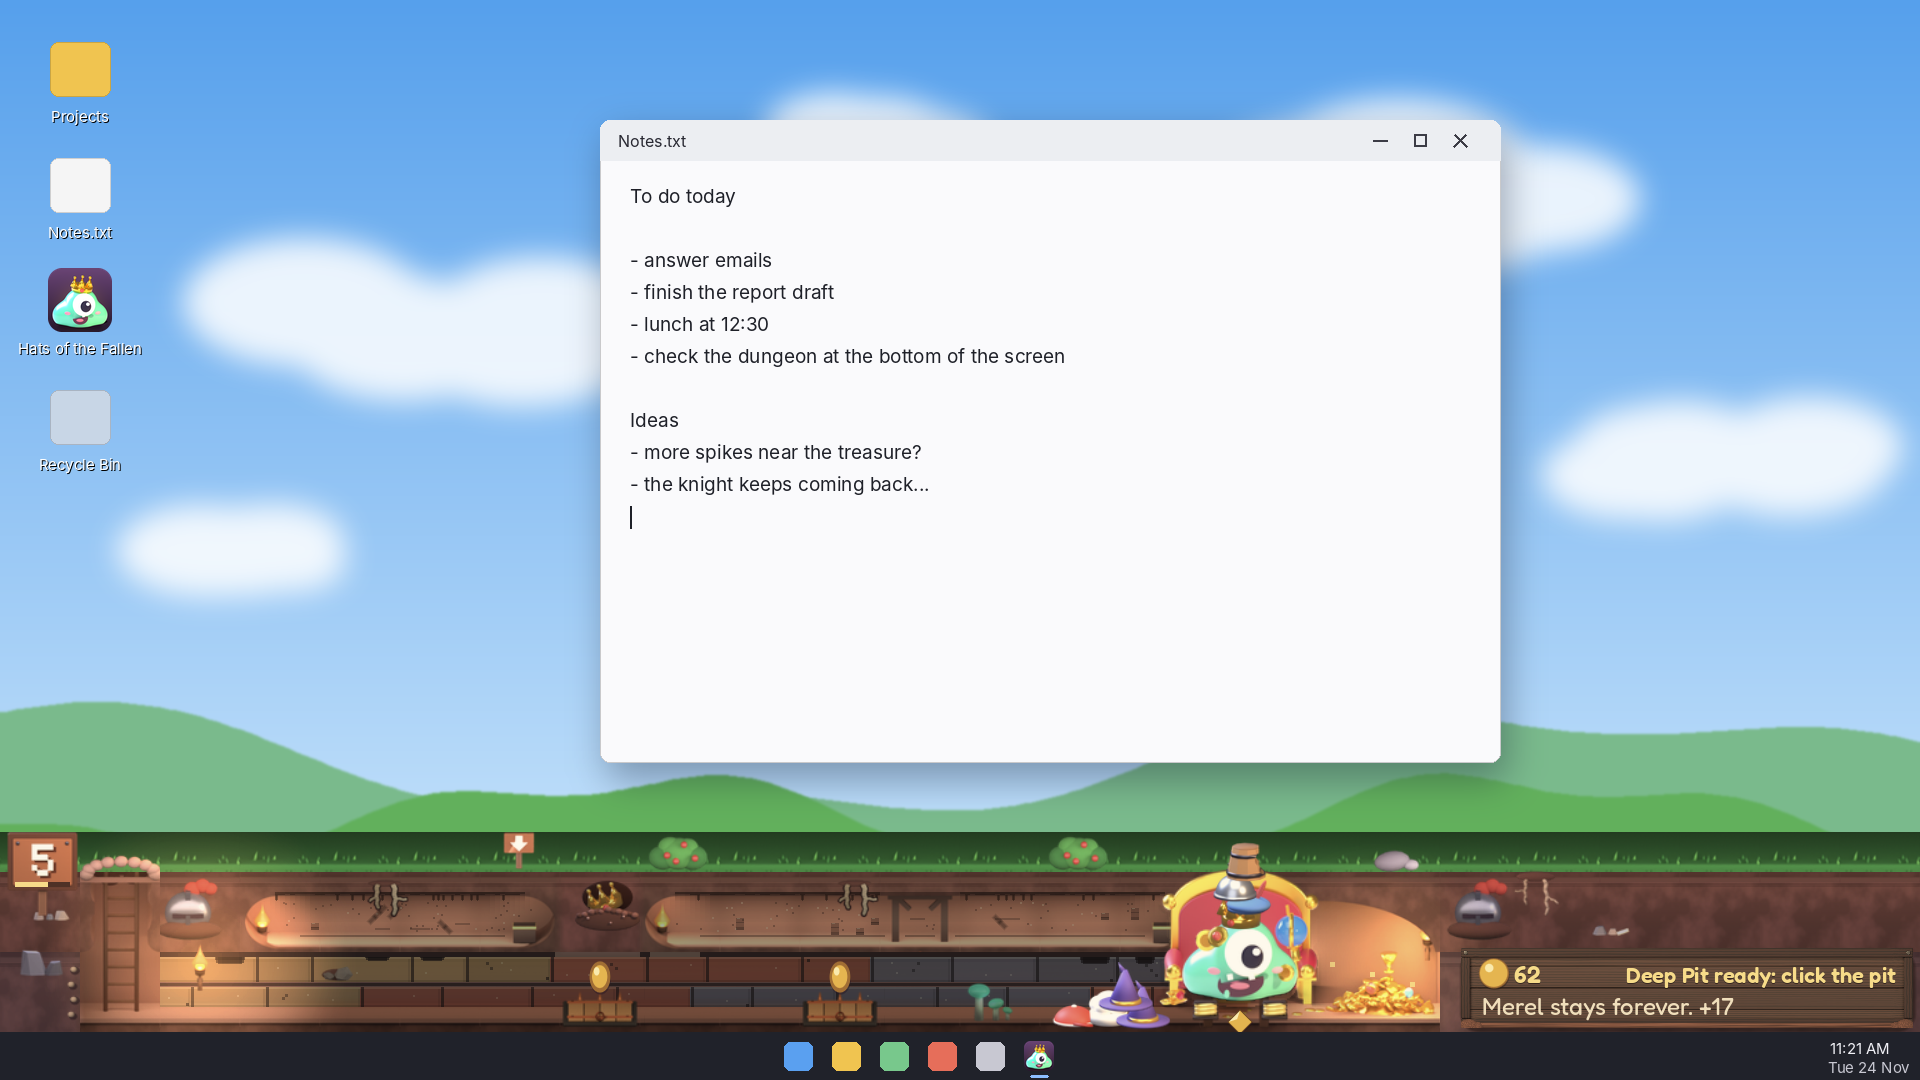 Projects
Notes.txt
Hats of the Fallen
Recycle Bin
Notes.txt
To do today
- answer emails
- finish the report draft
- lunch at 12:30
- check the dungeon at the bottom of the screen
Ideas
- more spikes near the treasure?
- the knight keeps coming back...
5
62
Deep Pit ready: click the pit
Merel stays forever. +17
11:21 AM
Tue 24 Nov